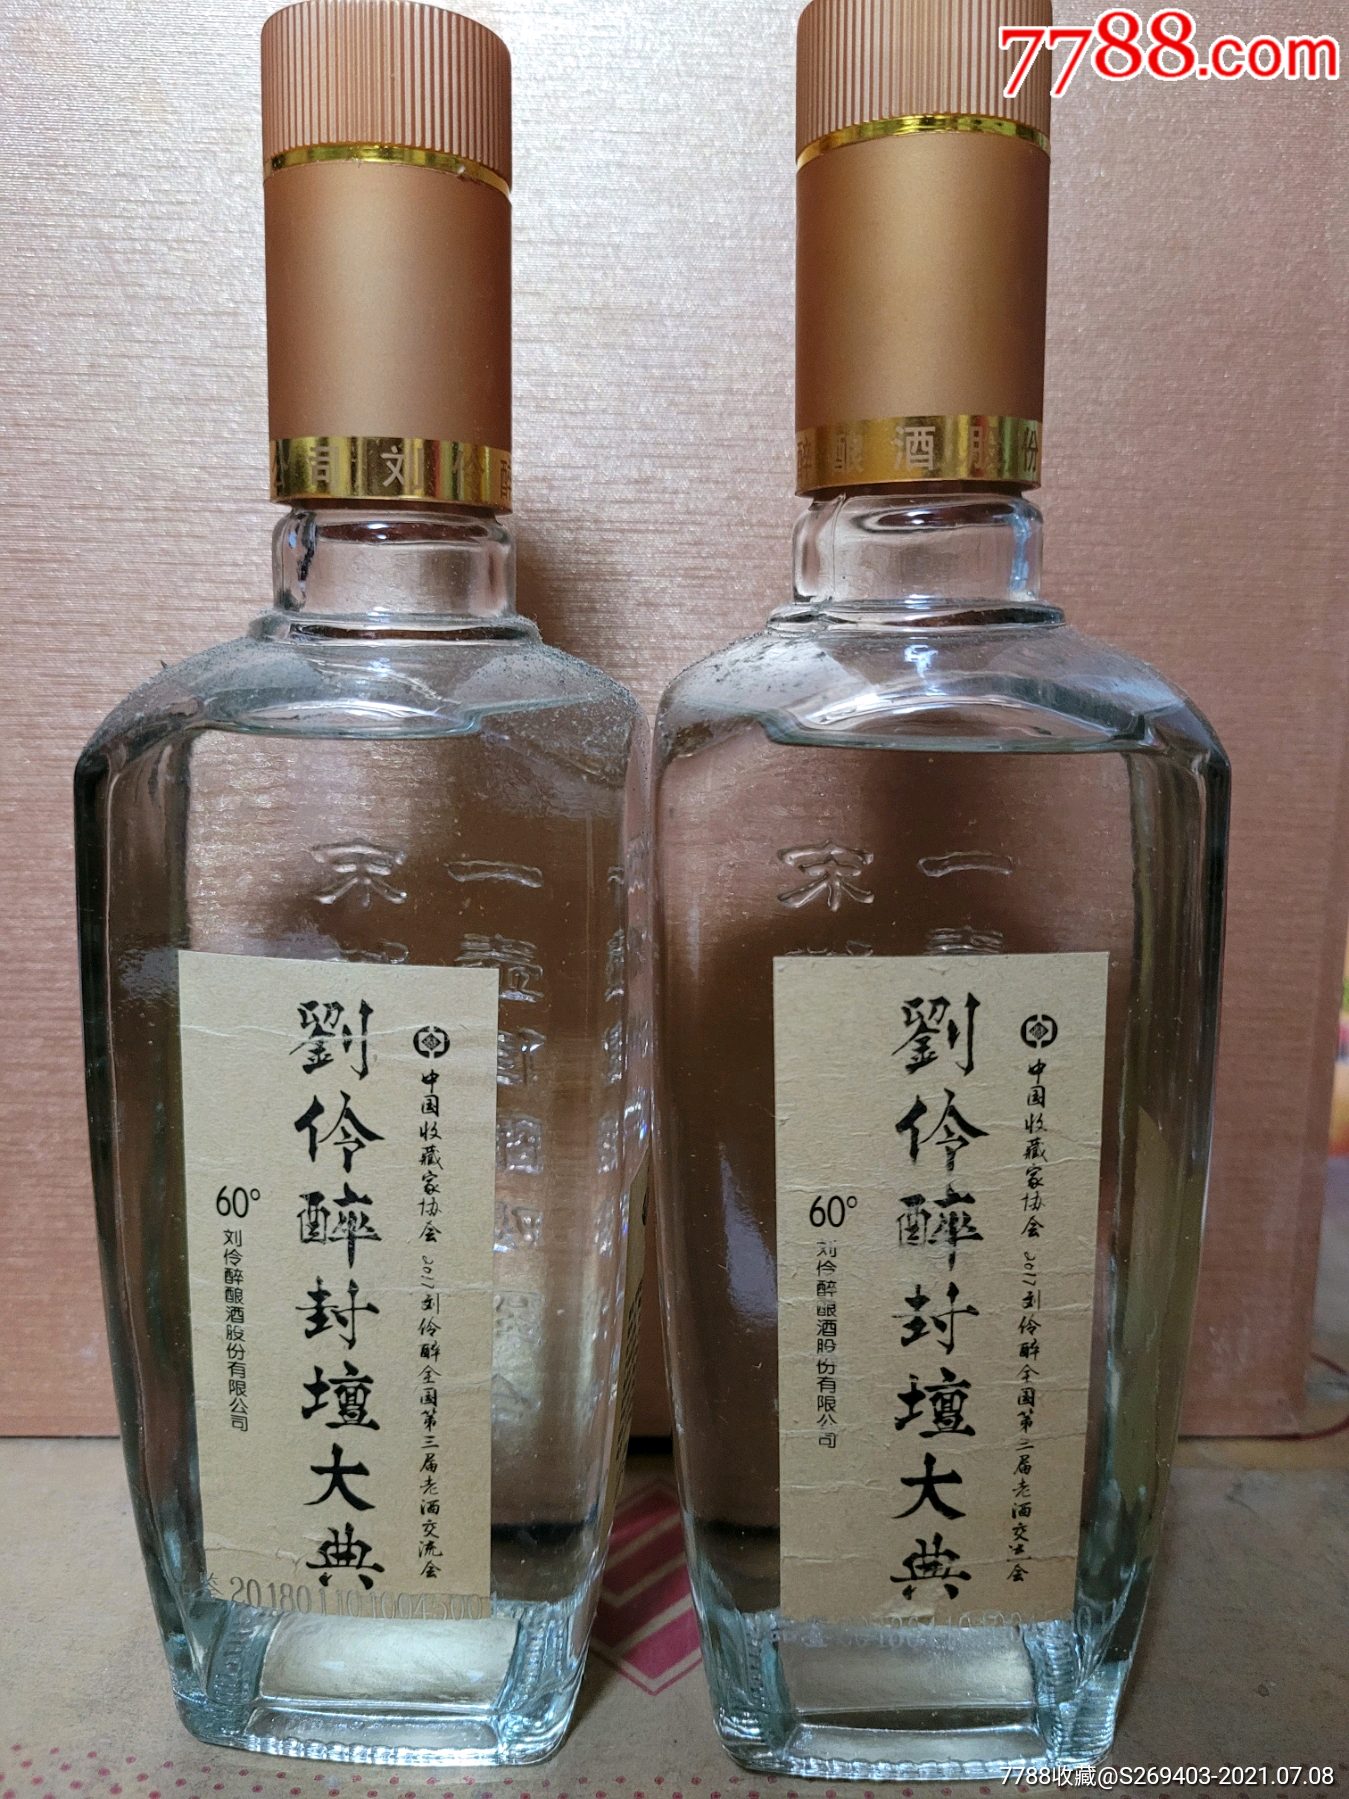 7788.com
司刘伶醉
醉酿酒股份
宋一
宋一
劉伶醉封壇大典
中国收藏家协会 2017刘伶醉全国第三届老酒交流会
60°
刘伶醉酿酒股份有限公司
劉伶醉封壇大典
中国收藏家协会 2017刘伶醉全国第三届老酒交流会
60°
刘伶醉酿酒股份有限公司
7788收藏@S269403-2021.07.08